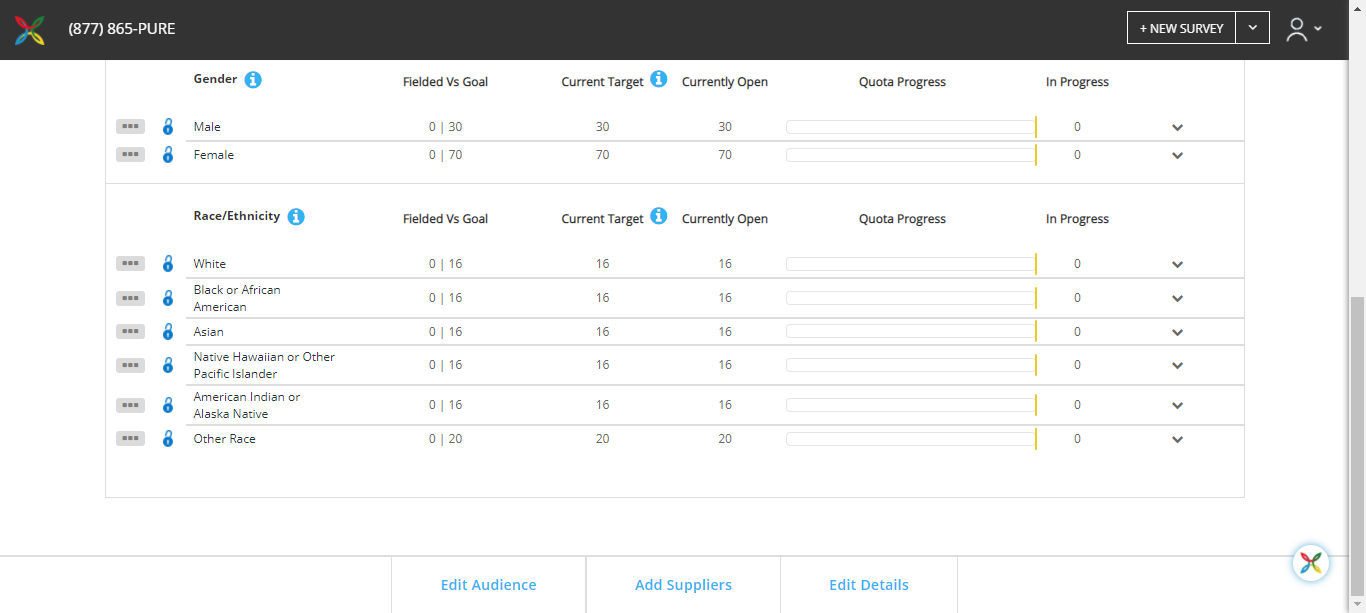 (877) 865-PURE
+ NEW SURVEY
Gender Fielded Vs Goal Current Target Currently Open Quota Progress In Progress
Male 0 | 30 30 30 0
Female 0 | 70 70 70 0
Race/Ethnicity Fielded Vs Goal Current Target Currently Open Quota Progress In Progress
White 0 | 16 16 16 0
Black or African
American 0 | 16 16 16 0
Asian 0 | 16 16 16 0
Native Hawaiian or Other
Pacific Islander 0 | 16 16 16 0
American Indian or
Alaska Native 0 | 16 16 16 0
Other Race 0 | 20 20 20 0
Edit Audience Add Suppliers Edit Details